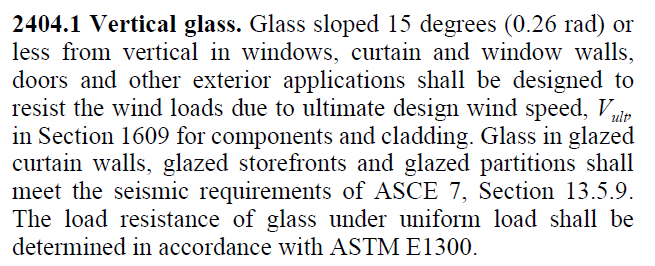 2404.1 Vertical glass. Glass sloped 15 degrees (0.26 rad) or
less from vertical in windows, curtain and window walls,
doors and other exterior applications shall be designed to
resist the wind loads due to ultimate design wind speed, Vult,
in Section 1609 for components and cladding. Glass in glazed
curtain walls, glazed storefronts and glazed partitions shall
meet the seismic requirements of ASCE 7, Section 13.5.9.
The load resistance of glass under uniform load shall be
determined in accordance with ASTM E1300.